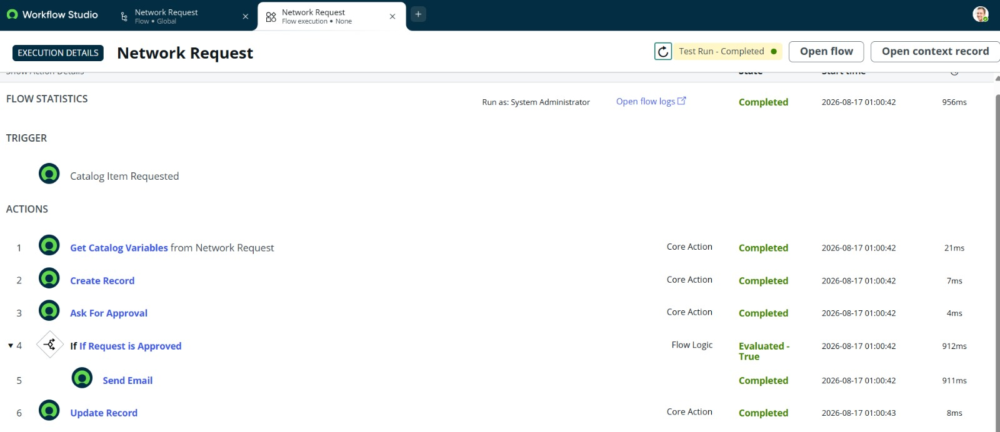 Workflow Studio
Network Request
Flow • Global
Network Request
Flow execution • None
EXECUTION DETAILS
Network Request
Test Run - Completed
Open flow
Open context record
Show Action Details
State
Start time
FLOW STATISTICS
Run as: System Administrator
Open flow logs
Completed
2026-08-17 01:00:42
956ms
TRIGGER
Catalog Item Requested
ACTIONS
1 Get Catalog Variables from Network Request Core Action Completed 2026-08-17 01:00:42 21ms
2 Create Record Core Action Completed 2026-08-17 01:00:42 7ms
3 Ask For Approval Core Action Completed 2026-08-17 01:00:42 4ms
4 If If Request is Approved Flow Logic Evaluated - 2026-08-17 01:00:42 912ms
True
5 Send Email Completed 2026-08-17 01:00:42 911ms
6 Update Record Core Action Completed 2026-08-17 01:00:43 8ms